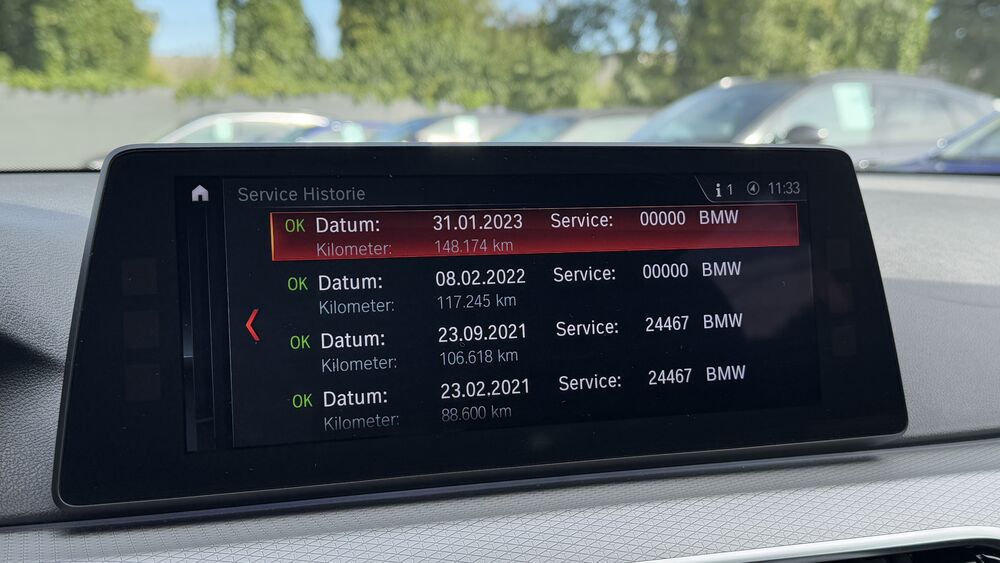 Service Historie
i 1 11:33
OK Datum: 31.01.2023 Service: 00000 BMW
Kilometer: 148.174 km
OK Datum: 08.02.2022 Service: 00000 BMW
Kilometer: 117.245 km
OK Datum: 23.09.2021 Service: 24467 BMW
Kilometer: 106.618 km
OK Datum: 23.02.2021 Service: 24467 BMW
Kilometer: 88.600 km